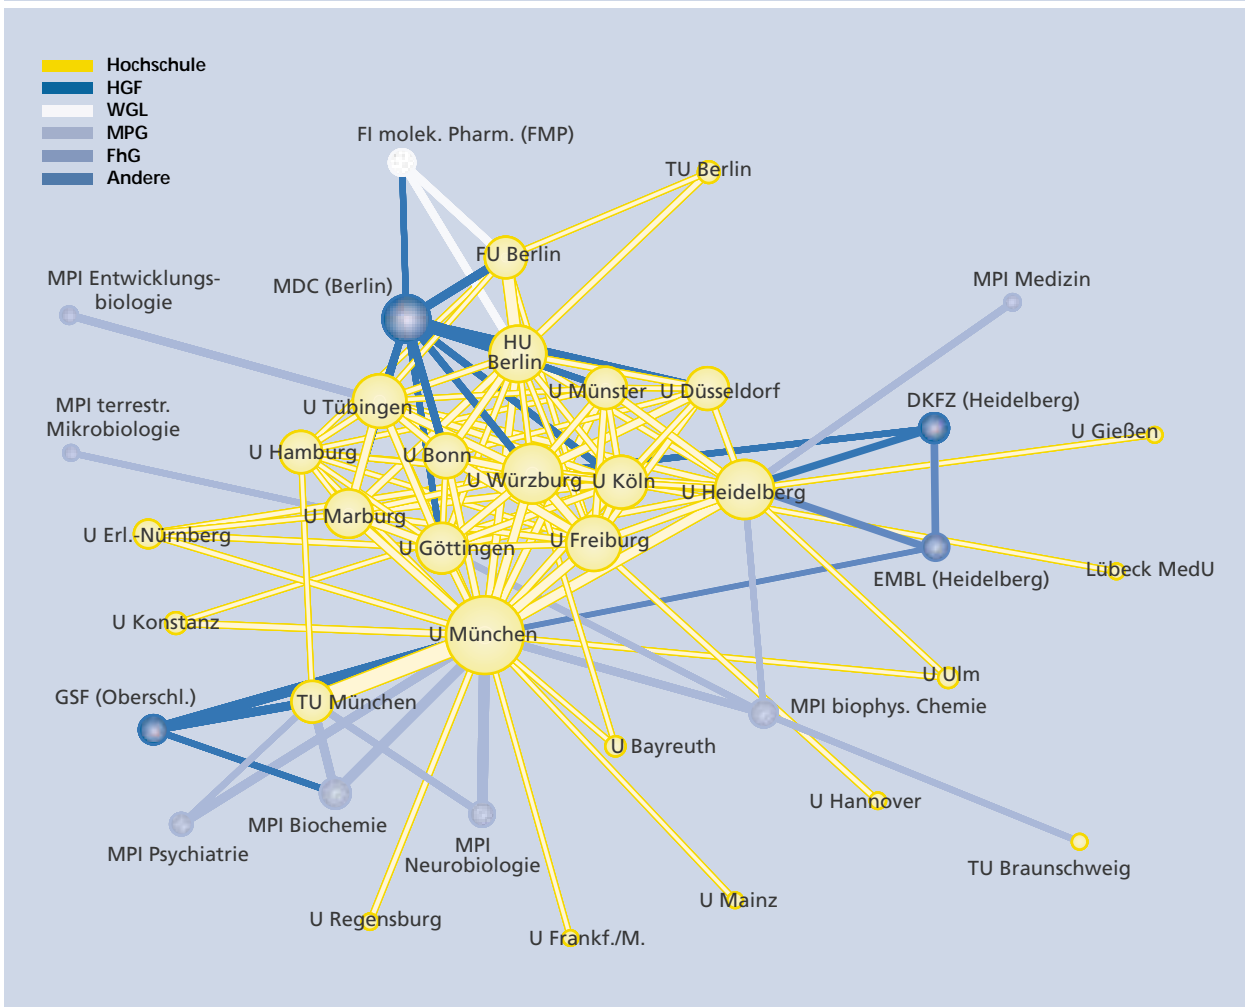 Hochschule
HGF
WGL
MPG
FhG
Andere
FI molek. Pharm. (FMP)
TU Berlin
FU Berlin
MPI Entwicklungs-
biologie
MDC (Berlin)
MPI Medizin
HU
Berlin
U Münster
U Düsseldorf
U Tübingen
MPI terrestr.
Mikrobiologie
DKFZ (Heidelberg)
U Gießen
U Hamburg
U Bonn
U Würzburg
U Köln
U Heidelberg
U Marburg
U Erl.-Nürnberg
U Göttingen
U Freiburg
EMBL (Heidelberg)
Lübeck MedU
U Konstanz
U München
U Ulm
GSF (Oberschl.)
TU München
MPI biophys. Chemie
U Bayreuth
U Hannover
MPI Biochemie
MPI Psychiatrie
MPI
Neurobiologie
TU Braunschweig
U Mainz
U Regensburg
U Frankf./M.